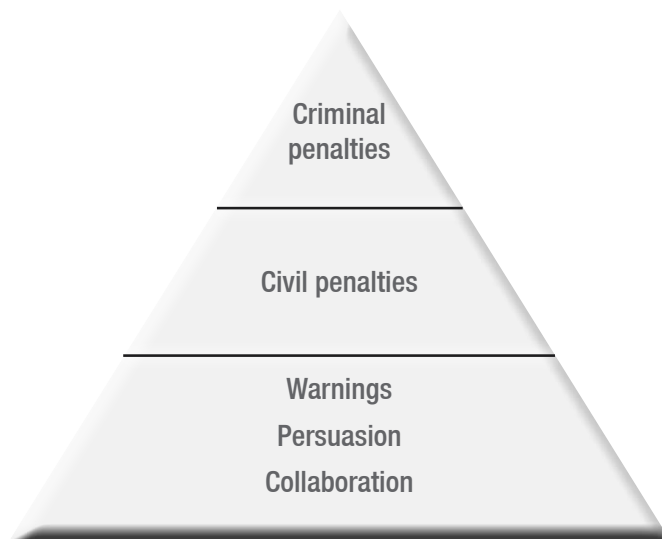 Criminal
penalties
Civil penalties
Warnings
Persuasion
Collaboration